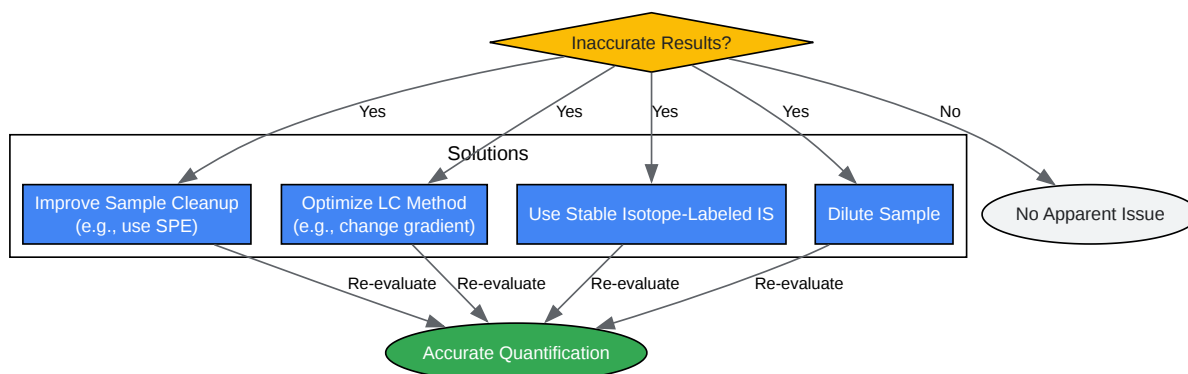 Inaccurate Results?
Yes
Yes
Yes
Yes
No
Solutions
Improve Sample Cleanup
(e.g., use SPE)
Optimize LC Method
(e.g., change gradient)
Use Stable Isotope-Labeled IS
Dilute Sample
No Apparent Issue
Re-evaluate
Re-evaluate
Re-evaluate
Re-evaluate
Accurate Quantification